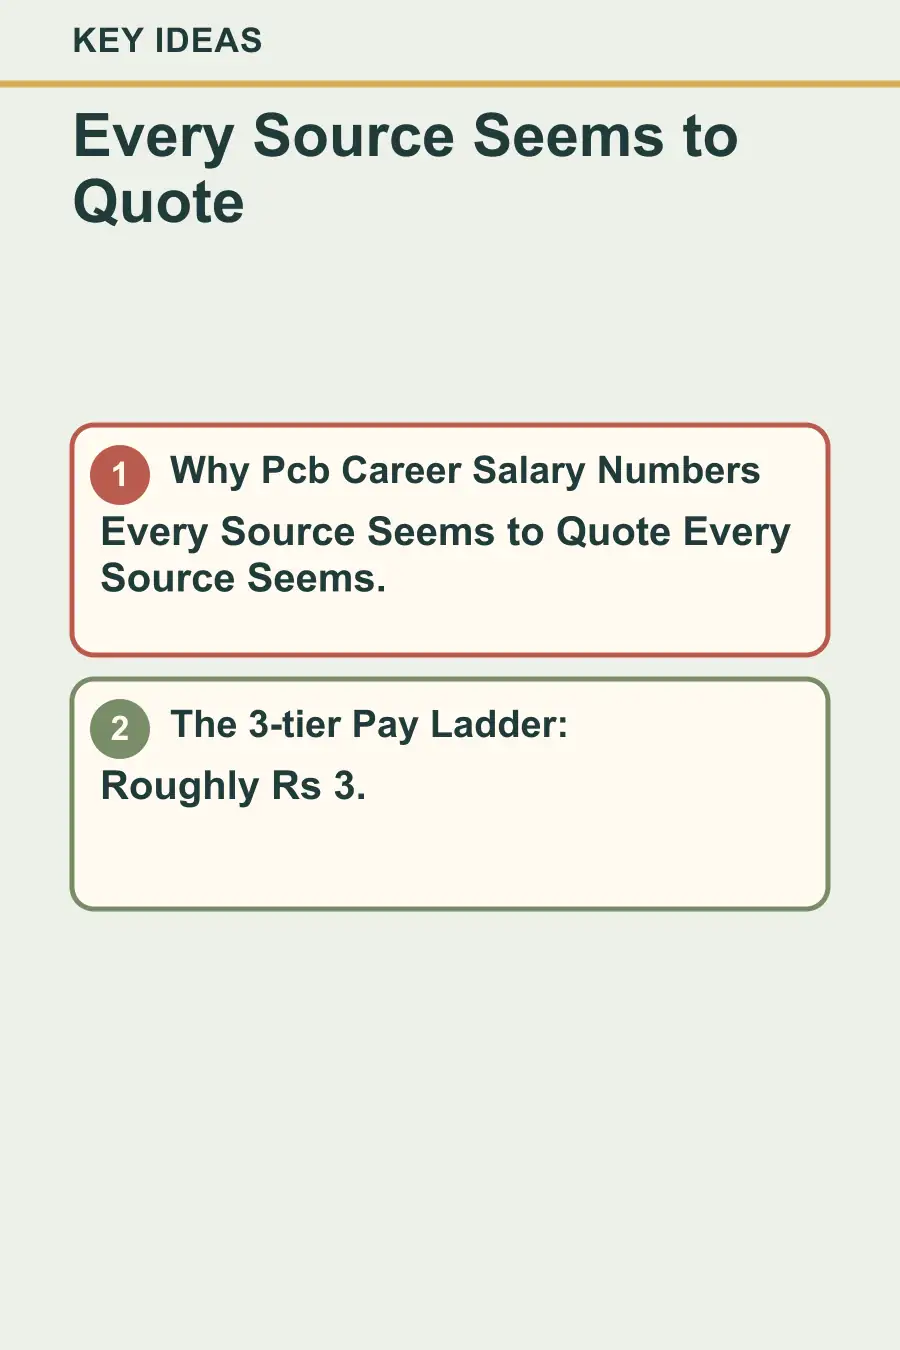 KEY IDEAS
Every Source Seems to
Quote
1 Why Pcb Career Salary Numbers
Every Source Seems to Quote Every
Source Seems.
2 The 3-tier Pay Ladder:
Roughly Rs 3.